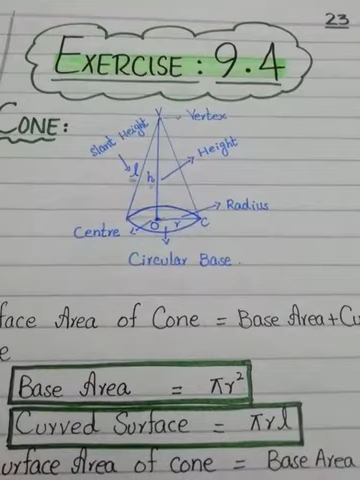 23
EXERCISE: 9.4
CONE:
V
Vertex
Slant Height
Height
l
h
Radius
Centre
O
r
C
Circular Base.
face Area of Cone = Base Area + Cu
e
Base Area = πr²
Curved Surface = πrl
urface Area of cone = Base Area